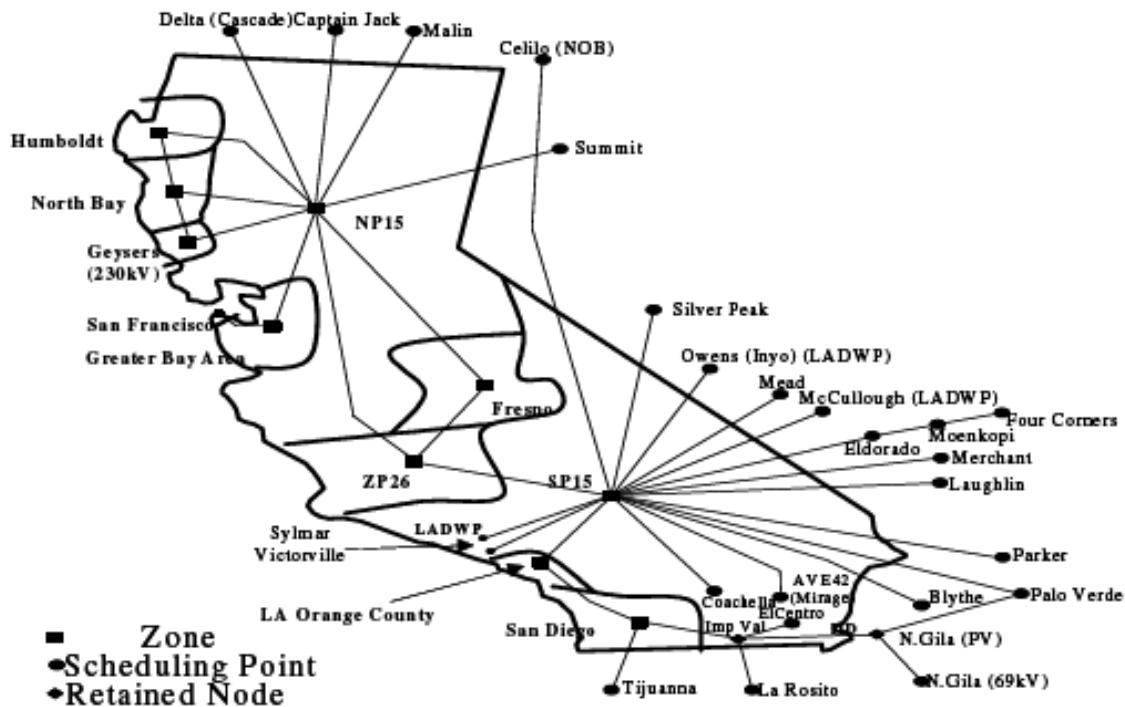 Delta (Cascade)
Captain Jack
Malin
Celilo (NOB)
Humboldt
Summit
North Bay
NP15
Geysers
(230kV)
Silver Peak
San Francisco
Greater Bay Area
Owens (Inyo) (LADWP)
Mead
McCullough (LADWP)
Fresno
Four Corners
Moenkopi
Eldorado
Merchant
ZP26
SP15
Laughlin
LADWP
Sylmar
Victorville
Parker
AVE42
(Mirage
Coachella
Blythe
Palo Verde
LA Orange County
ElCentro
San Diego
Imp Val
N.Gila (PV)
Zone
Scheduling Point
Retained Node
Tijuanna
La Rosito
N.Gila (69kV)